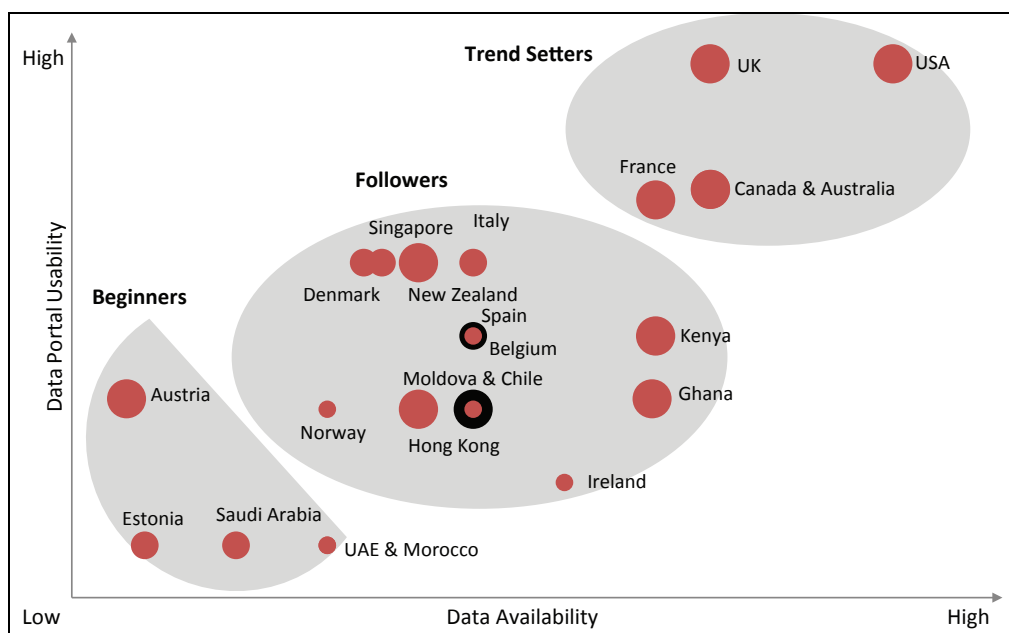 High
Trend Setters
UK
USA
France
Canada & Australia
Followers
Singapore
Italy
Denmark
New Zealand
Beginners
Spain
Belgium
Kenya
Data Portal Usability
Austria
Moldova & Chile
Ghana
Norway
Hong Kong
Ireland
Estonia
Saudi Arabia
UAE & Morocco
Low
Data Availability
High